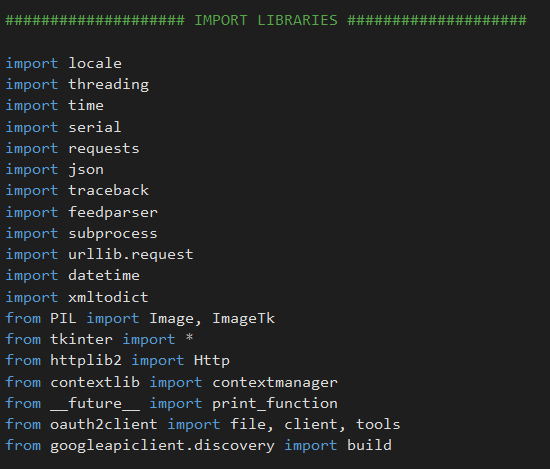 ##################### IMPORT LIBRARIES #####################
import locale
import threading
import time
import serial
import requests
import json
import traceback
import feedparser
import subprocess
import urllib.request
import datetime
import xmltodict
from PIL import Image, ImageTk
from tkinter import *
from httplib2 import Http
from contextlib import contextmanager
from __future__ import print_function
from oauth2client import file, client, tools
from googleapiclient.discovery import build